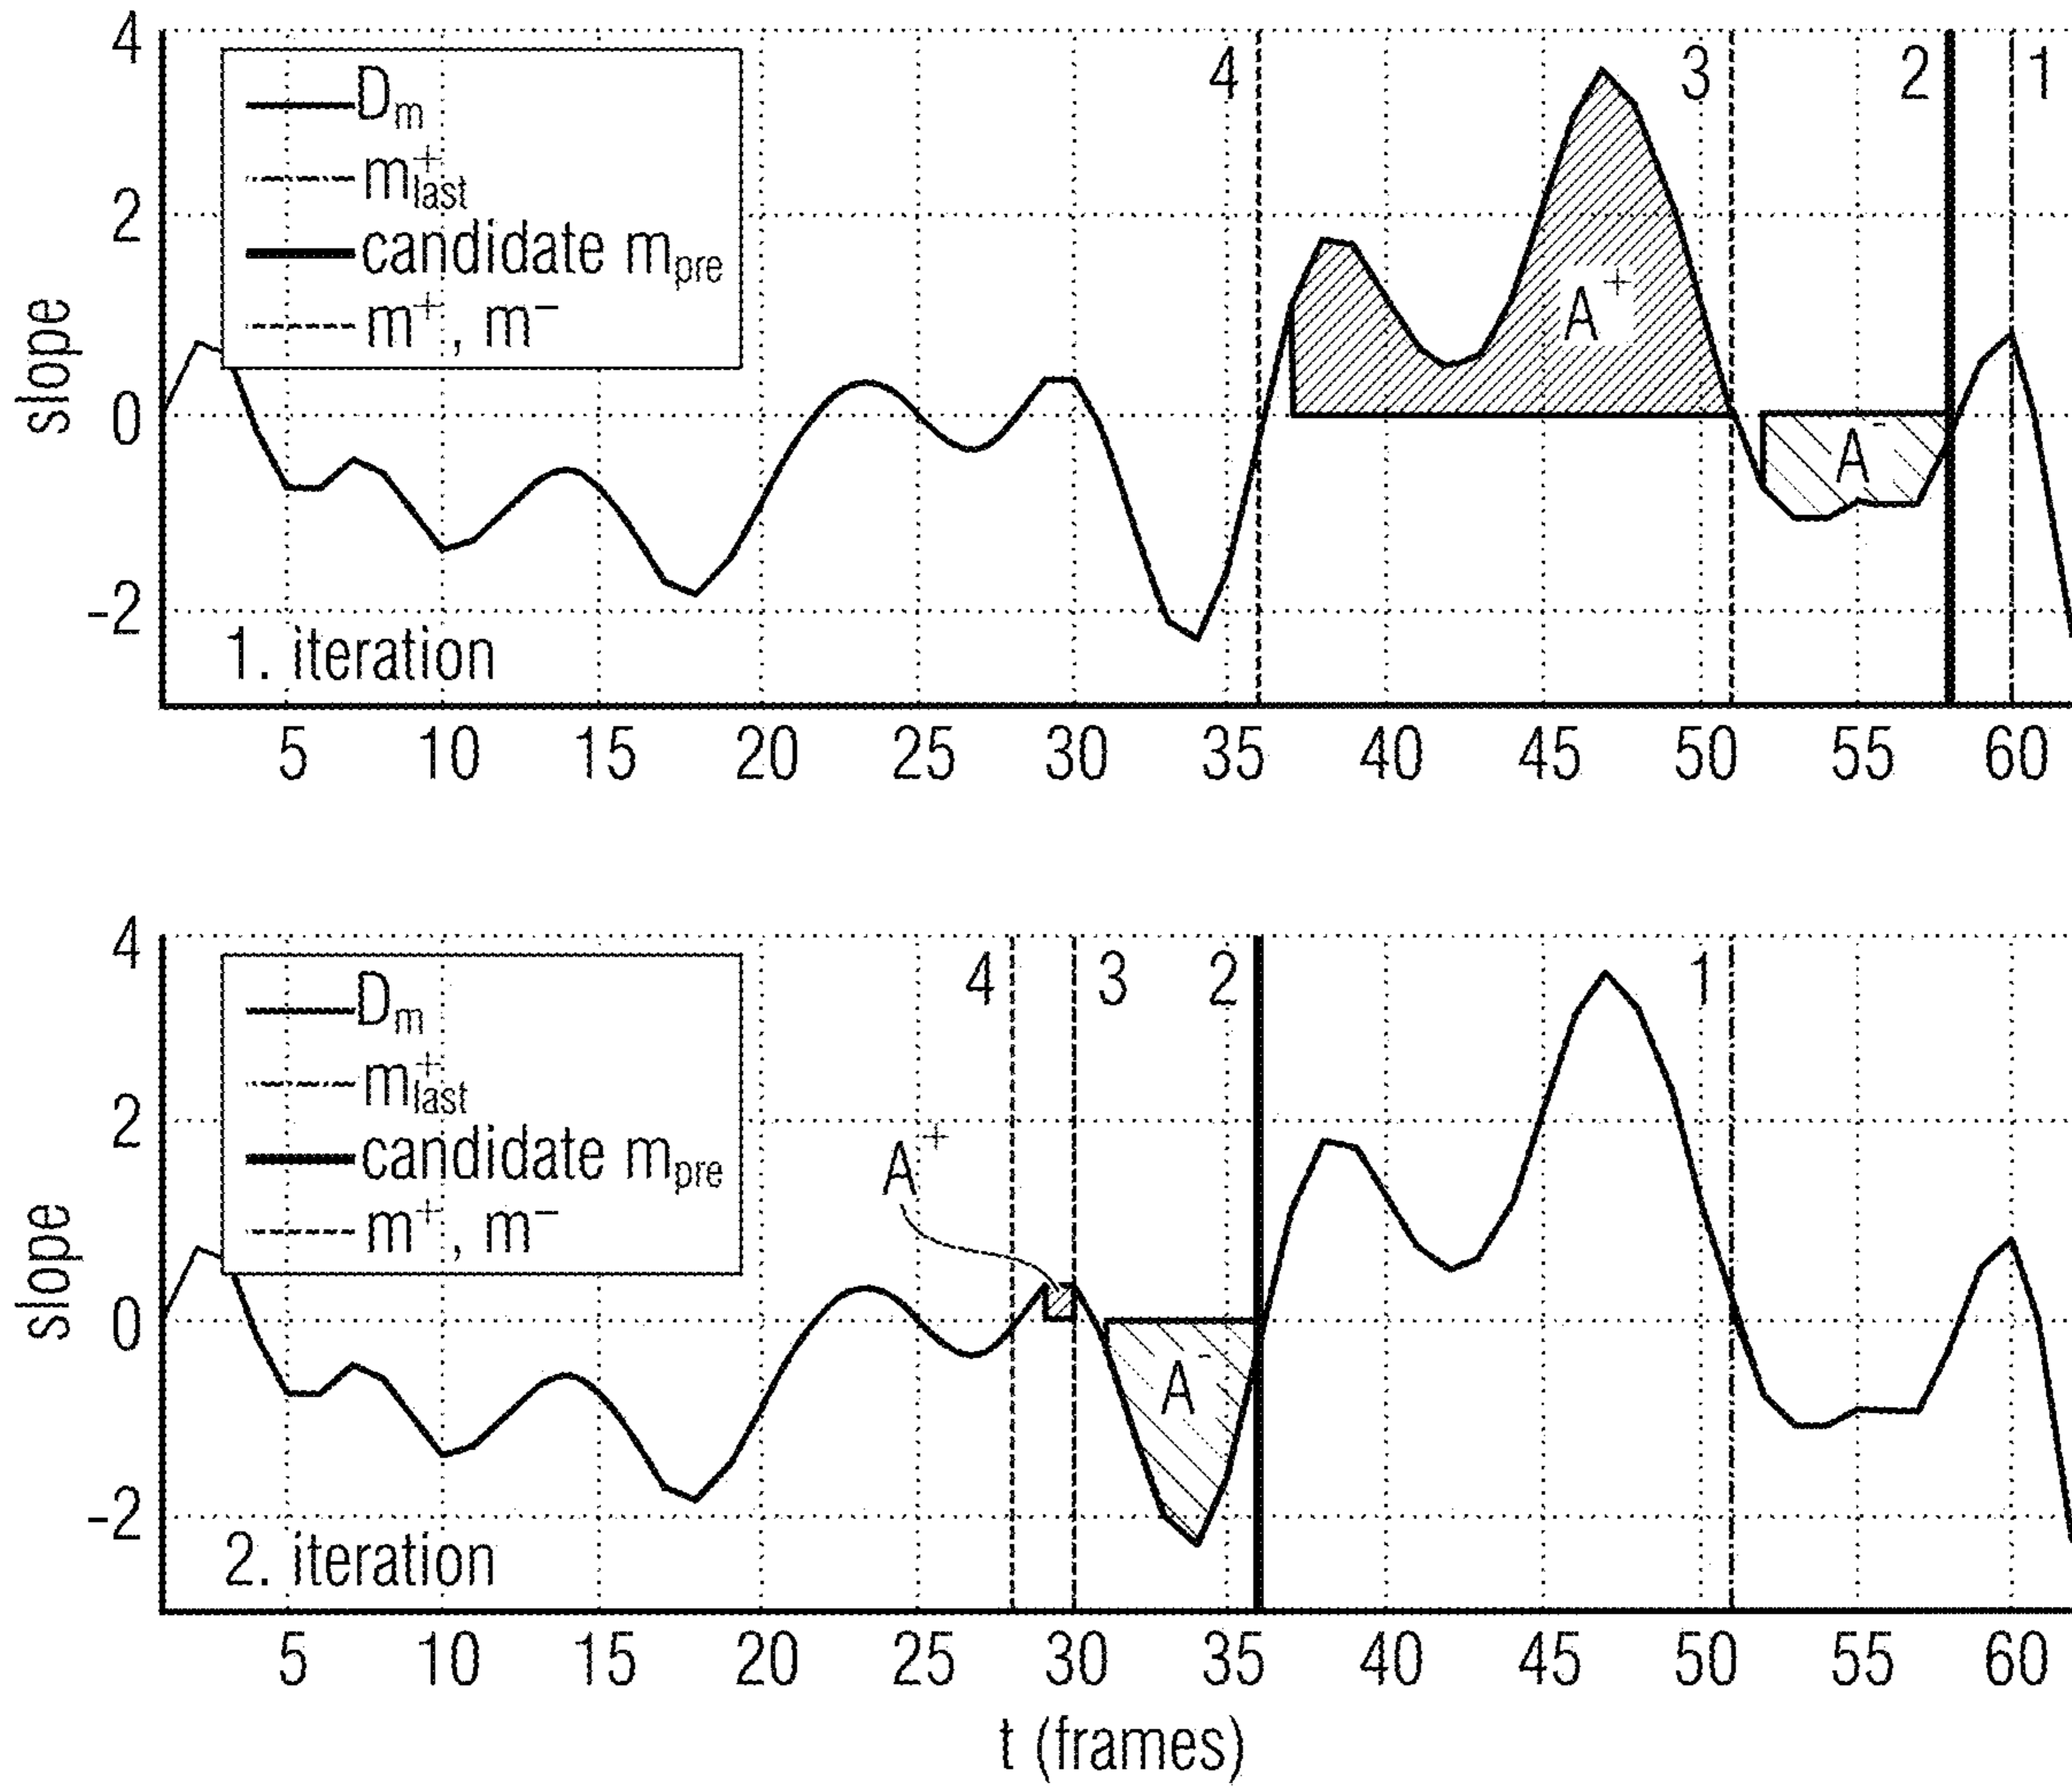 4
4 3 2 1
D_m
m^+_last
2
candidate m_pre
m^+, m^-
A^+
slope
0
A^-
-2
1. iteration
5 10 15 20 25 30 35 40 45 50 55 60
4
4 3 2 1
D_m
m^+_last
2
candidate m_pre
A^+
m^+, m^-
slope
0
A^-
-2
2. iteration
5 10 15 20 25 30 35 40 45 50 55 60
t (frames)